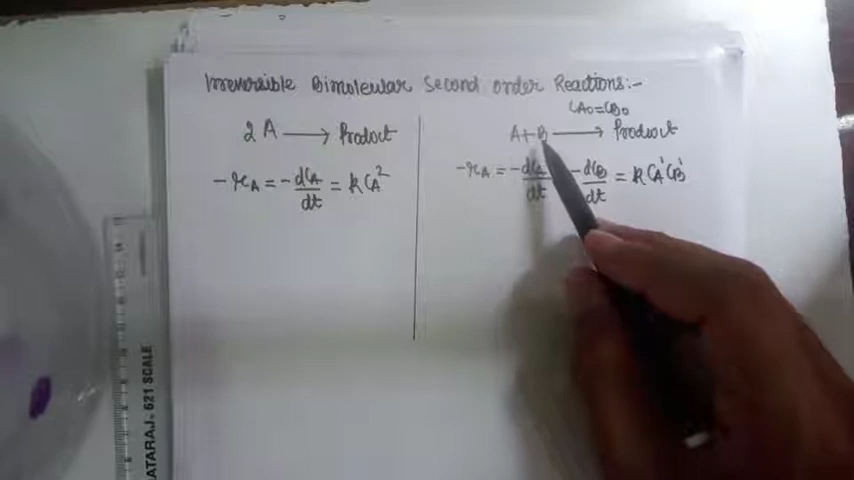 Irreversible Bimolecular Second order Reactions:-
2A ⟶ Product
-rA = -dCA/dt = kCA²
CA0=CB0
A+B ⟶ Product
-rA = -dCA/dt -dCB/dt = kCA¹CB¹
ATARAJ-621 SCALE